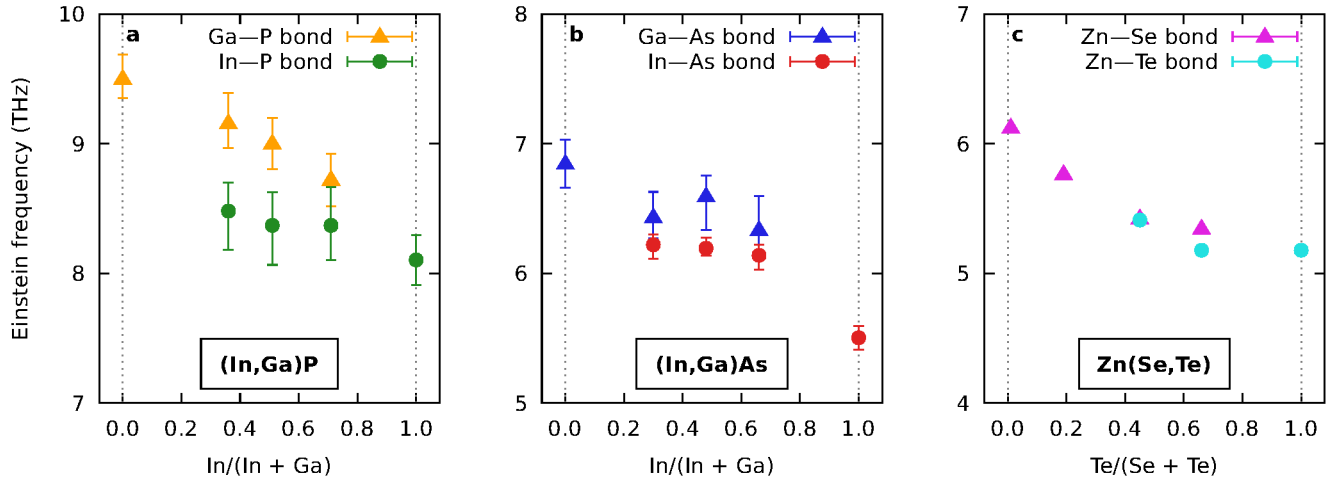 Einstein frequency (THz)
a
Ga—P bond
In—P bond
10
9
8
7
(In,Ga)P
0.0 0.2 0.4 0.6 0.8 1.0
In/(In + Ga)
b
Ga—As bond
In—As bond
8
7
6
5
(In,Ga)As
0.0 0.2 0.4 0.6 0.8 1.0
In/(In + Ga)
c
Zn—Se bond
Zn—Te bond
7
6
5
4
Zn(Se,Te)
0.0 0.2 0.4 0.6 0.8 1.0
Te/(Se + Te)